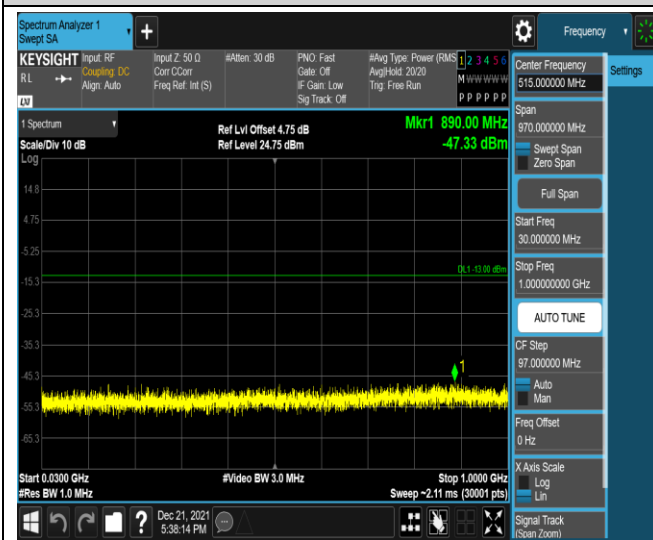 Spectrum Analyzer 1
Swept SA
+
Frequency
KEYSIGHT
RL
LXI
Input: RF
Coupling: DC
Align: Auto
Input Z: 50 Ω
Corr CCorr
Freq Ref: Int (S)
#Atten: 30 dB
PNO: Fast
Gate: Off
IF Gain: Low
Sig Track: Off
#Avg Type: Power (RMS
Avg|Hold: 20/20
Trig: Free Run
1 2 3 4 5 6
M W W W W W
P P P P P P
1 Spectrum
Scale/Div 10 dB
Log
Ref Lvl Offset 4.75 dB
Ref Level 24.75 dBm
Mkr1 890.00 MHz
-47.33 dBm
14.8
4.75
-5.25
-15.3
-25.3
-35.3
-45.3
-55.3
-65.3
DL1 -13.00 dBm
1
Start 0.0300 GHz
#Res BW 1.0 MHz
#Video BW 3.0 MHz
Stop 1.0000 GHz
Sweep ~2.11 ms (30001 pts)
?
Dec 21, 2021
5:38:14 PM
Center Frequency
515.000000 MHz
Settings
Span
970.000000 MHz
Swept Span
Zero Span
Full Span
Start Freq
30.000000 MHz
Stop Freq
1.000000000 GHz
AUTO TUNE
CF Step
97.000000 MHz
Auto
Man
Freq Offset
0 Hz
X Axis Scale
Log
Lin
Signal Track
(Span Zoom)